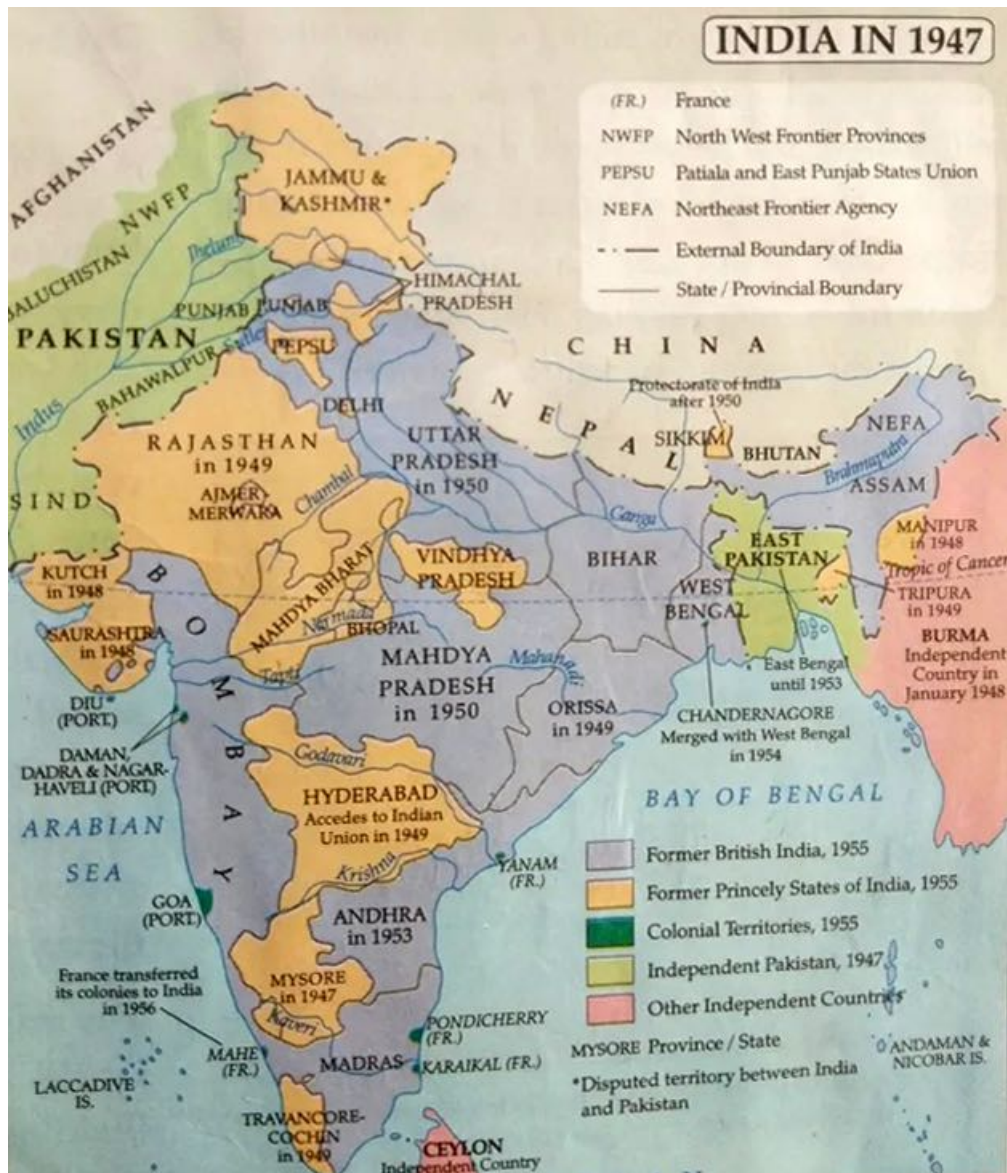 INDIA IN 1947
(FR.) France
NWFP North West Frontier Provinces
PEPSU Patiala and East Punjab States Union
NEFA Northeast Frontier Agency
External Boundary of India
State / Provincial Boundary
AFGHANISTAN
NWFP
JAMMU &
KASHMIR*
Jhelum
BALUCHISTAN
HIMACHAL
PRADESH
PUNJAB
PUNJAB
PAKISTAN
PEPSU
BAHAWALPUR
CHINA
Protectorate of India
after 1950
Indus
DELHI
NEPAL
SIKKIM
BHUTAN
NEFA
Brahmaputra
RAJASTHAN
in 1949
UTTAR
PRADESH
in 1950
ASSAM
AJMER-
MERWARA
Chambal
SIND
Ganga
MANIPUR
in 1948
EAST
PAKISTAN
VINDHYA
PRADESH
BIHAR
Tropic of Cancer
KUTCH
in 1948
WEST
BENGAL
TRIPURA
in 1949
BOMBAY
MAHDYA BHARAT
Narmada
BHOPAL
SAURASHTRA
in 1948
BURMA
Independent
Country in
January 1948
MAHDYA
PRADESH
in 1950
Mahanadi
Tapti
East Bengal
until 1953
DIU*
(PORT.)
ORISSA
in 1949
CHANDERNAGORE
Merged with West Bengal
in 1954
DAMAN,
DADRA & NAGAR-
HAVELI (PORT)
Godavari
HYDERABAD
Accedes to Indian
Union in 1949
BAY OF BENGAL
ARABIAN
SEA
Krishna
YANAM
(FR.)
Former British India, 1955
Former Princely States of India, 1955
Colonial Territories, 1955
Independent Pakistan, 1947
Other Independent Countries
GOA
(PORT.)
ANDHRA
in 1953
France transferred
its colonies to India
in 1956
MYSORE
in 1947
Kaveri
PONDICHERRY
(FR.)
MAHE
(FR.)
MADRAS
KARAIKAL (FR.)
MYSORE Province / State
*Disputed territory between India
and Pakistan
ANDAMAN &
NICOBAR IS.
LACCADIVE
IS.
TRAVANCORE-
COCHIN
in 1949
CEYLON
Independent Country